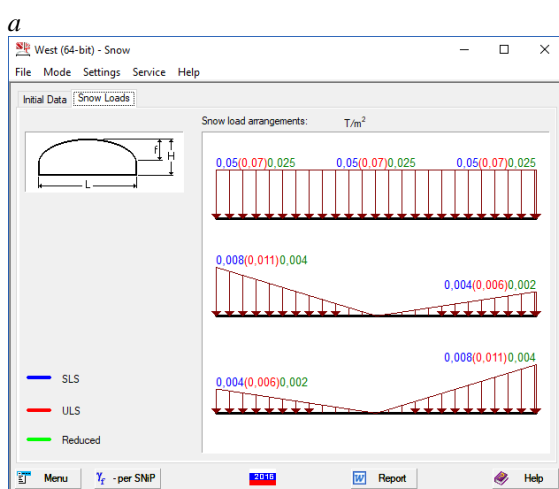 a
West (64-bit) - Snow
File Mode Settings Service Help
Initial Data Snow Loads
Snow load arrangements: T/m²
f
H
L
0,05(0,07)0,025 0,05(0,07)0,025 0,05(0,07)0,025
0,008(0,011)0,004
0,004(0,006)0,002
0,008(0,011)0,004
0,004(0,006)0,002
SLS
ULS
Reduced
Menu γf - per SNiP 2016 Report Help